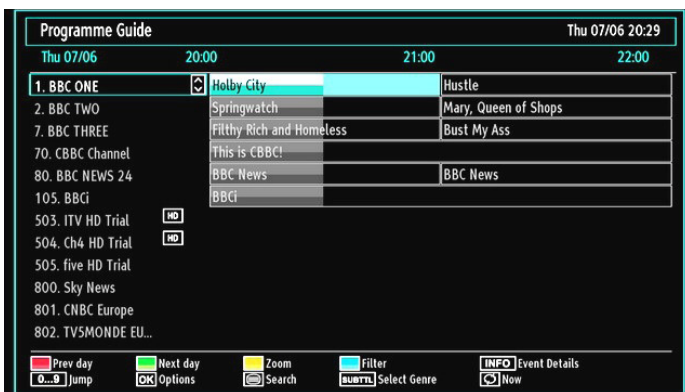 Programme Guide Thu 07/06 20:29
Thu 07/06 20:00 21:00 22:00
1. BBC ONE Holby City Hustle
2. BBC TWO Springwatch Mary, Queen of Shops
7. BBC THREE Filthy Rich and Homeless Bust My Ass
70. CBBC Channel This is CBBC!
80. BBC NEWS 24 BBC News BBC News
105. BBCi BBCi
503. ITV HD Trial HD
504. Ch4 HD Trial HD
505. five HD Trial
800. Sky News
801. CNBC Europe
802. TV5MONDE EU...
Prev day Next day Zoom Filter INFO Event Details
0...9 Jump OK Options Search SUBTTL Select Genre Now